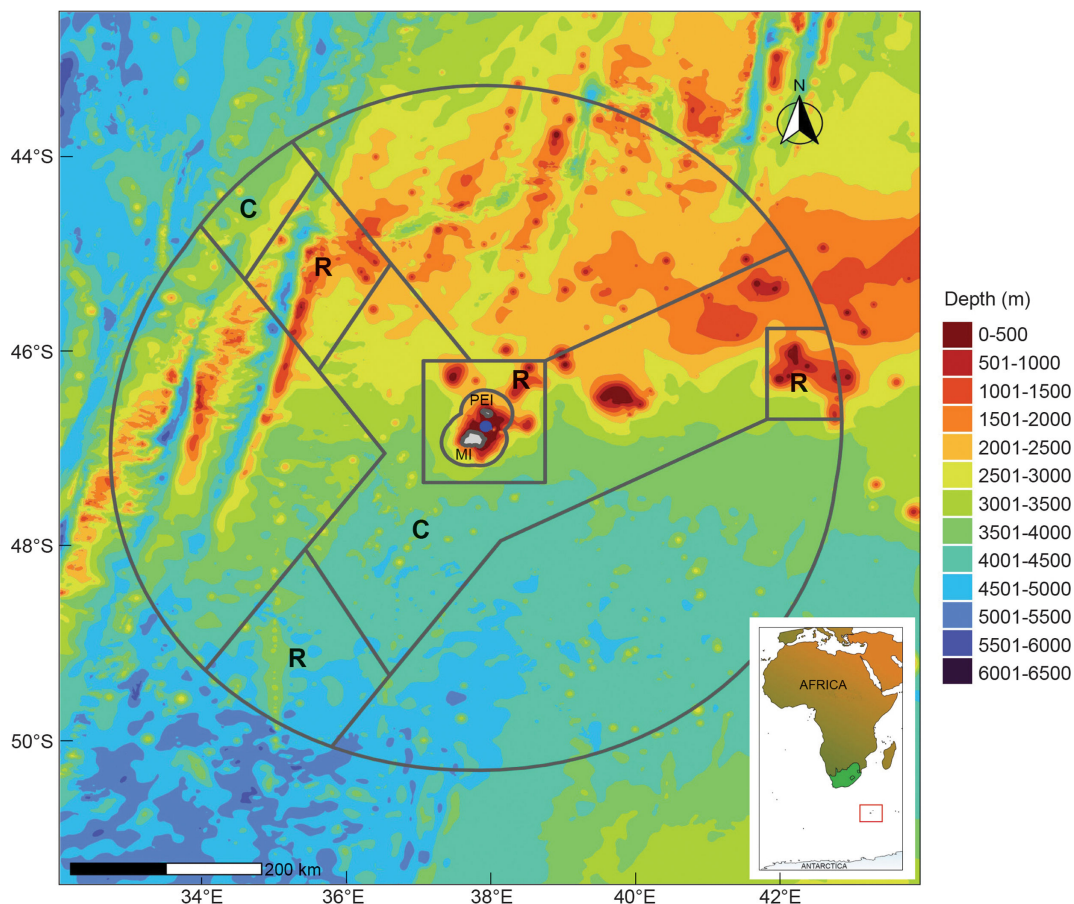 N
44°S
46°S
48°S
50°S
34°E
36°E
38°E
40°E
42°E
C
R
R
R
PEI
MI
C
R
200 km
Depth (m)
0-500
501-1000
1001-1500
1501-2000
2001-2500
2501-3000
3001-3500
3501-4000
4001-4500
4501-5000
5001-5500
5501-6000
6001-6500
AFRICA
ANTARCTICA